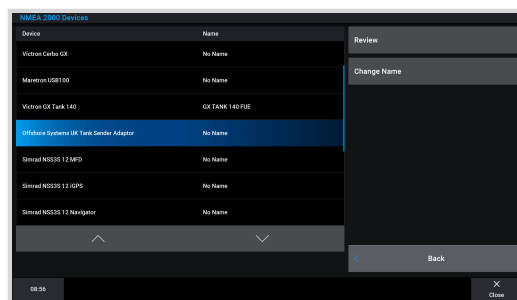 NMEA 2000 Devices
Device Name
Victron Cerbo GX No Name
Maretron USB100 No Name
Victron GX Tank 140 GX TANK 140 FUE
Offshore Systems UK Tank Sender Adaptor No Name
Simrad NSS3S 12 MFD No Name
Simrad NSS3S 12 iGPS No Name
Simrad NSS3S 12 Navigator No Name
Review
Change Name
Back
08:56
Close